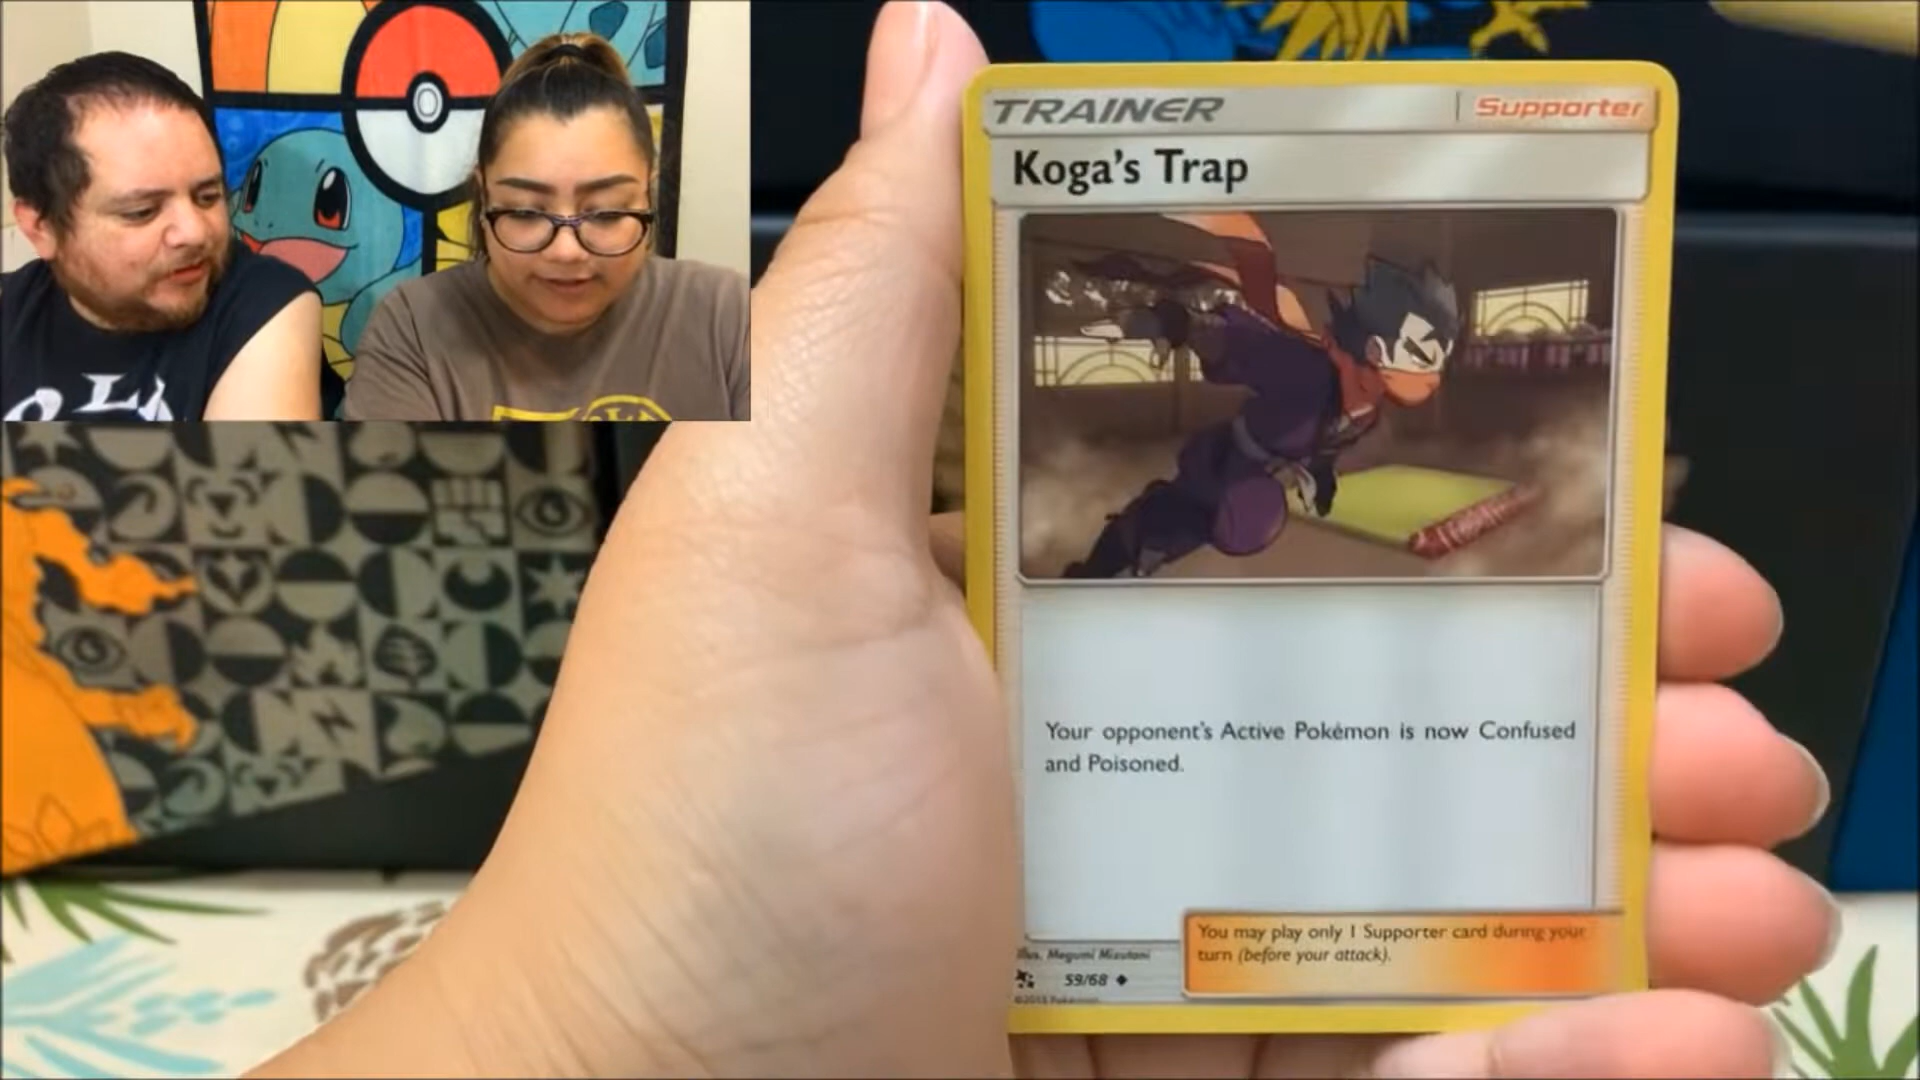 TRAINER
Supporter
Koga's Trap
Your opponent's Active Pokémon is now Confused
and Poisoned.
You may play only 1 Supporter card during your
turn (before your attack).
Illus. Megumi Mizutani
59/68